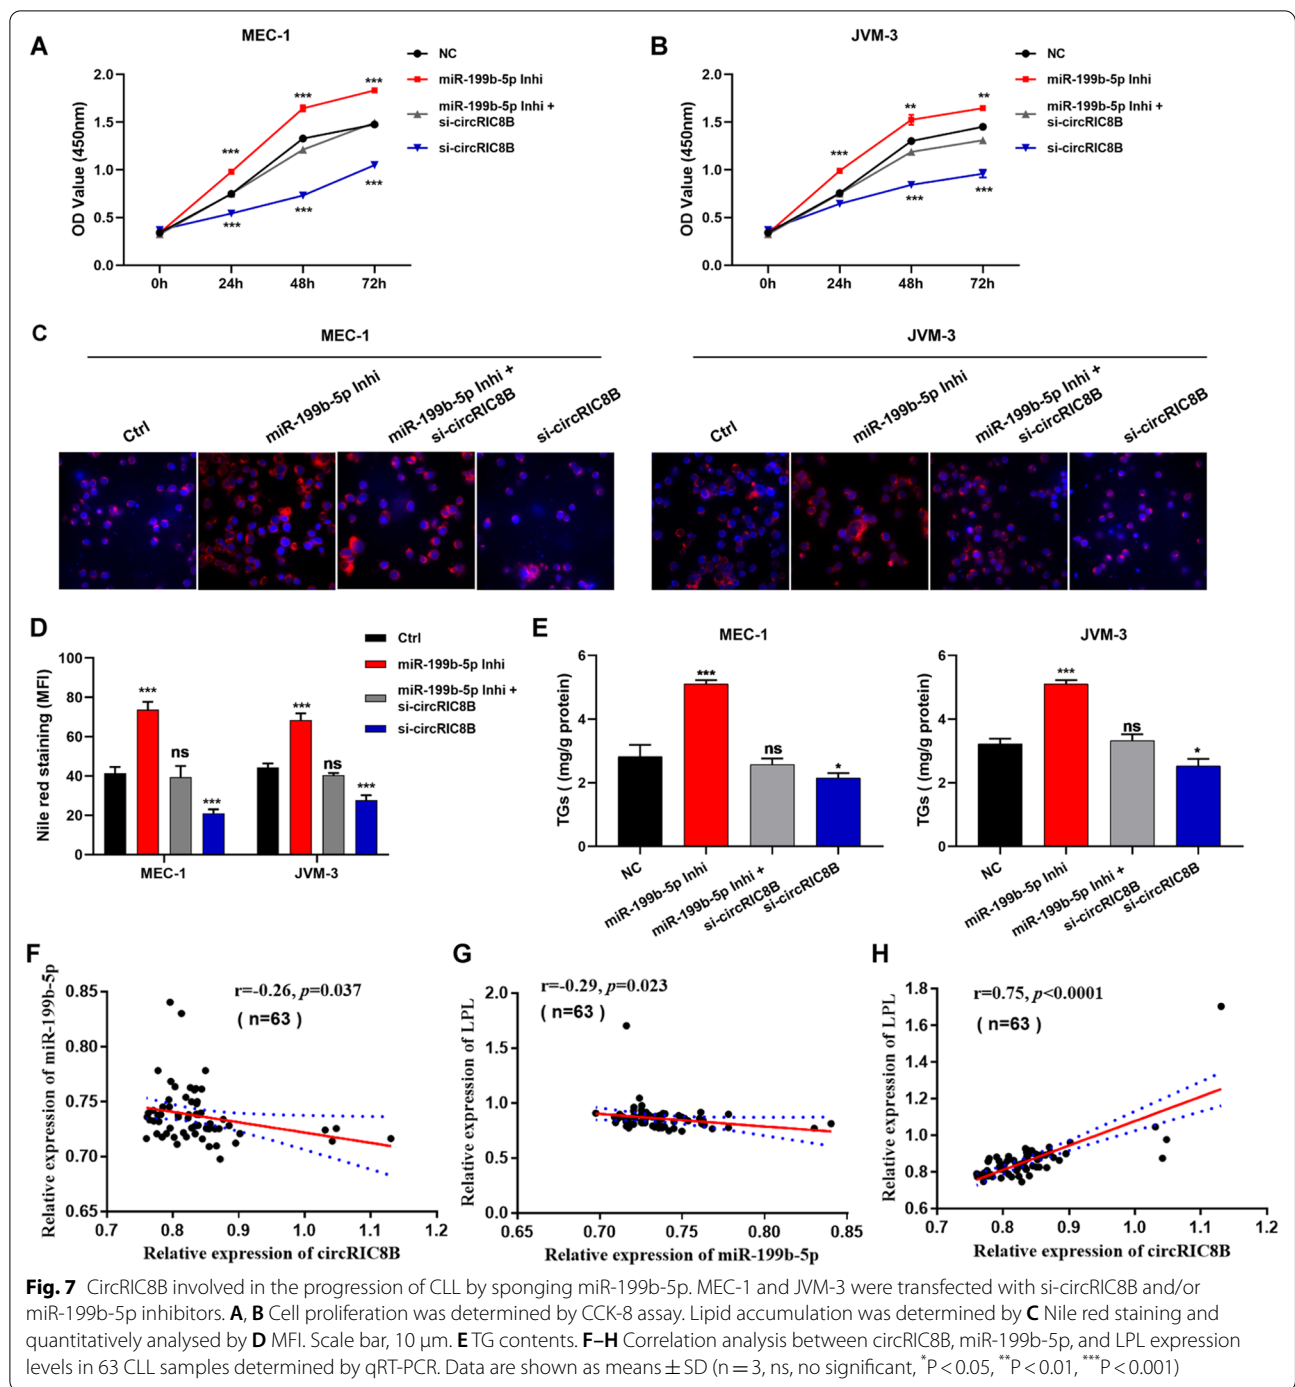 A
MEC-1
OD Value (450nm)
2.0
1.5
1.0
0.5
0.0
0h 24h 48h 72h
*** *** ***
*** *** ***
NC
miR-199b-5p Inhi
miR-199b-5p Inhi +
si-circRIC8B
si-circRIC8B
B
JVM-3
OD Value (450nm)
2.0
1.5
1.0
0.5
0.0
0h 24h 48h 72h
*** ** **
*** ***
NC
miR-199b-5p Inhi
miR-199b-5p Inhi +
si-circRIC8B
si-circRIC8B
C
MEC-1
Ctrl
miR-199b-5p Inhi
miR-199b-5p Inhi +
si-circRIC8B
si-circRIC8B
JVM-3
Ctrl
miR-199b-5p Inhi
miR-199b-5p Inhi +
si-circRIC8B
si-circRIC8B
D
Nile red staining (MFI)
100
80
60
40
20
0
*** ns ***
*** ns ***
MEC-1 JVM-3
Ctrl
miR-199b-5p Inhi
miR-199b-5p Inhi +
si-circRIC8B
si-circRIC8B
E
MEC-1
TGs ( (mg/g protein)
6
4
2
0
*** ns *
NC
miR-199b-5p Inhi
miR-199b-5p Inhi +
si-circRIC8B
si-circRIC8B
JVM-3
TGs ( (mg/g protein)
6
4
2
0
*** ns *
NC
miR-199b-5p Inhi
miR-199b-5p Inhi +
si-circRIC8B
si-circRIC8B
F
Relative expression of miR-199b-5p
0.85
0.80
0.75
0.70
0.65
r=-0.26, p=0.037
( n=63 )
0.7 0.8 0.9 1.0 1.1 1.2
Relative expression of circRIC8B
G
Relative expression of LPL
2.0
1.5
1.0
0.5
0.0
r=-0.29, p=0.023
( n=63 )
0.65 0.70 0.75 0.80 0.85
Relative expression of miR-199b-5p
H
Relative expression of LPL
1.8
1.6
1.4
1.2
1.0
0.8
0.6
r=0.75, p<0.0001
( n=63 )
0.7 0.8 0.9 1.0 1.1 1.2
Relative expression of circRIC8B
Fig. 7 CircRIC8B involved in the progression of CLL by sponging miR-199b-5p. MEC-1 and JVM-3 were transfected with si-circRIC8B and/or
miR-199b-5p inhibitors. A, B Cell proliferation was determined by CCK-8 assay. Lipid accumulation was determined by C Nile red staining and
quantitatively analysed by D MFI. Scale bar, 10 μm. E TG contents. F–H Correlation analysis between circRIC8B, miR-199b-5p, and LPL expression
levels in 63 CLL samples determined by qRT-PCR. Data are shown as means ± SD (n = 3, ns, no significant, *P < 0.05, **P < 0.01, ***P < 0.001)